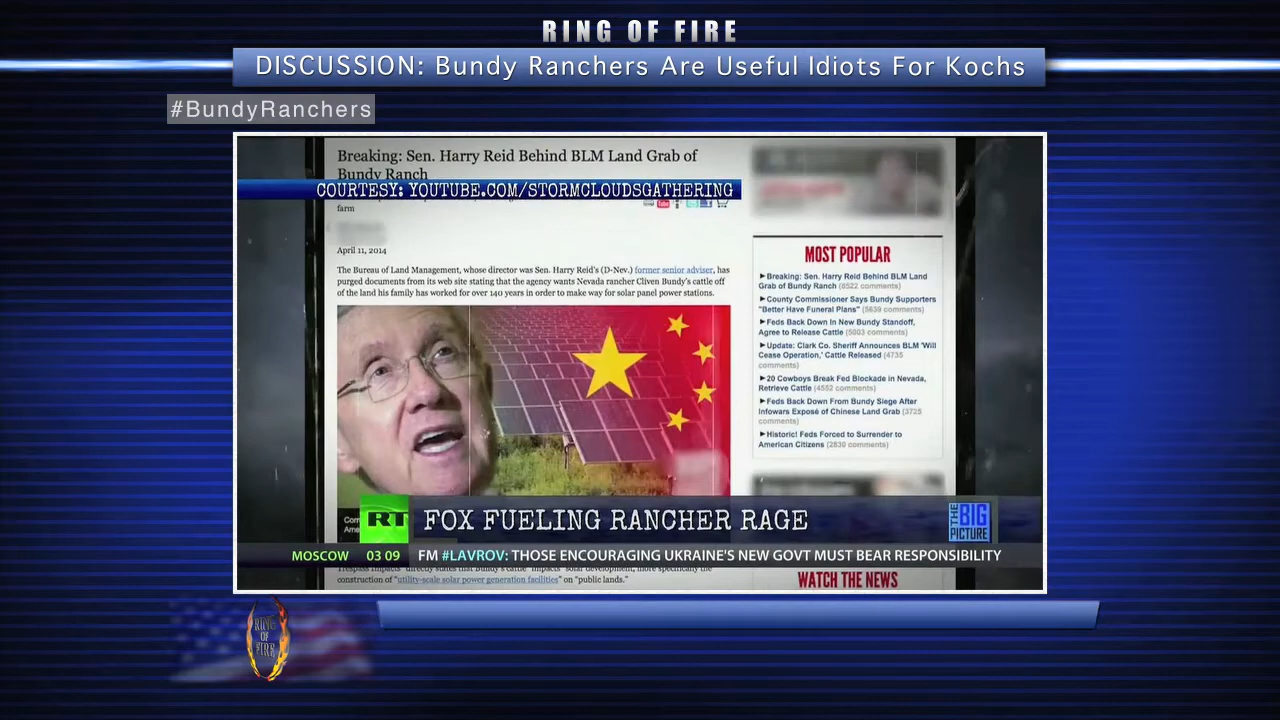 RING OF FIRE
DISCUSSION: Bundy Ranchers Are Useful Idiots For Kochs
#BundyRanchers
Breaking: Sen. Harry Reid Behind BLM Land Grab of
Bundy Ranch
COURTESY: YOUTUBE.COM/STORMCLOUDSGATHERING
farm
April 11, 2014
The Bureau of Land Management, whose director was Sen. Harry Reid's (D-Nev.) former senior adviser, has
purged documents from its web site stating that the agency wants Nevada rancher Cliven Bundy's cattle off
of the land his family has worked for over 140 years in order to make way for solar panel power stations.
MOST POPULAR
Breaking: Sen. Harry Reid Behind BLM Land
Grab of Bundy Ranch (8522 comments)
County Commissioner Says Bundy Supporters
"Better Have Funeral Plans" (5639 comments)
Feds Back Down In New Bundy Standoff,
Agree to Release Cattle (5003 comments)
Update: Clark Co. Sheriff Announces BLM 'Will
Cease Operation,' Cattle Released (4735
comments)
20 Cowboys Break Fed Blockade in Nevada,
Retrieve Cattle (4552 comments)
Feds Back Down From Bundy Siege After
Infowars Exposé of Chinese Land Grab (3725
comments)
Historic! Feds Forced to Surrender to
American Citizens (2830 comments)
RT
FOX FUELING RANCHER RAGE
THE BIG PICTURE
MOSCOW 03 09 FM #LAVROV: THOSE ENCOURAGING UKRAINE'S NEW GOVT MUST BEAR RESPONSIBILITY
construction of "utility-scale solar power generation facilities" on "public lands."
WATCH THE NEWS
RING
OF
FIRE